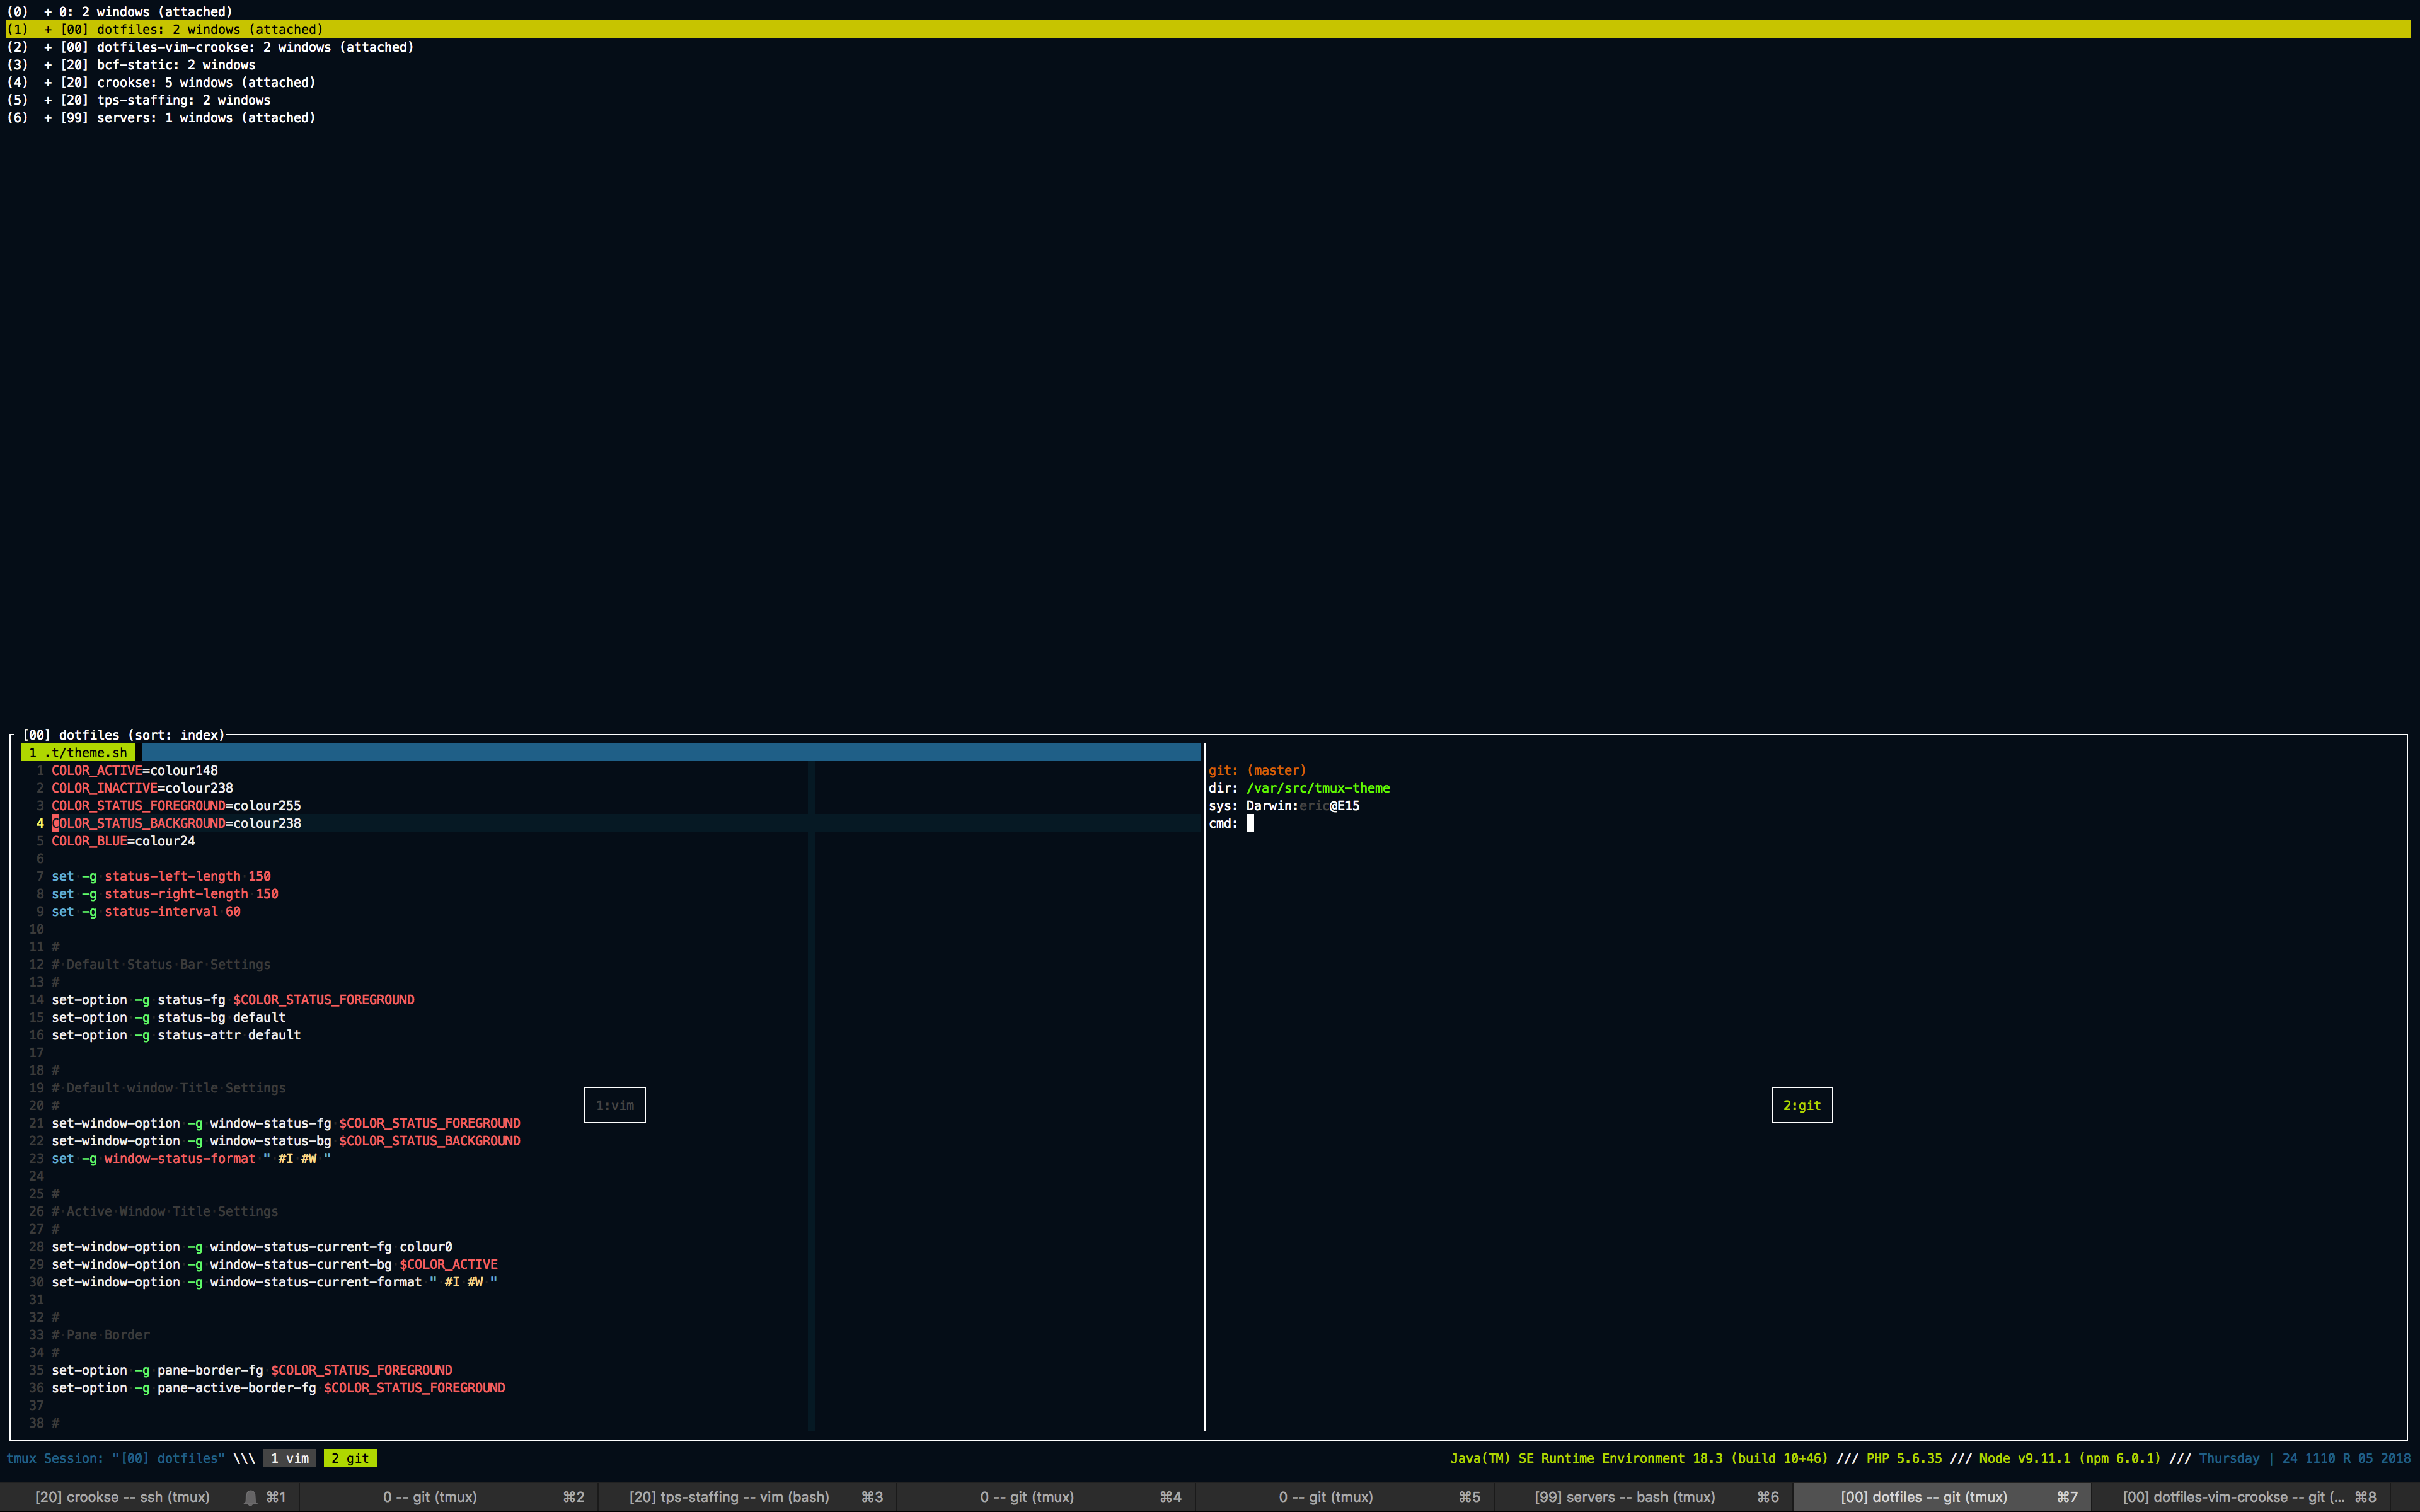 (0)  + 0: 2 windows (attached)
(1)  + [00] dotfiles: 2 windows (attached)
(2)  + [00] dotfiles-vim-crookse: 2 windows (attached)
(3)  + [20] bcf-static: 2 windows
(4)  + [20] crookse: 5 windows (attached)
(5)  + [20] tps-staffing: 2 windows
(6)  + [99] servers: 1 windows (attached)
[00] dotfiles (sort: index)
1 .t/theme.sh
1 COLOR_ACTIVE=colour148
2 COLOR_INACTIVE=colour238
3 COLOR_STATUS_FOREGROUND=colour255
4 COLOR_STATUS_BACKGROUND=colour238
5 COLOR_BLUE=colour24
6
7 set -g status-left-length 150
8 set -g status-right-length 150
9 set -g status-interval 60
10
11 #
12 # Default Status Bar Settings
13 #
14 set-option -g status-fg $COLOR_STATUS_FOREGROUND
15 set-option -g status-bg default
16 set-option -g status-attr default
17
18 #
19 # Default window Title Settings
20 #
21 set-window-option -g window-status-fg $COLOR_STATUS_FOREGROUND
22 set-window-option -g window-status-bg $COLOR_STATUS_BACKGROUND
23 set -g window-status-format " #I #W "
24
25 #
26 # Active Window Title Settings
27 #
28 set-window-option -g window-status-current-fg colour0
29 set-window-option -g window-status-current-bg $COLOR_ACTIVE
30 set-window-option -g window-status-current-format " #I #W "
31
32 #
33 # Pane Border
34 #
35 set-option -g pane-border-fg $COLOR_STATUS_FOREGROUND
36 set-option -g pane-active-border-fg $COLOR_STATUS_FOREGROUND
37
38 #
1:vim
git: (master)
dir: /var/src/tmux-theme
sys: Darwin:eric@E15
cmd:
2:git
tmux Session: "[00] dotfiles" \\\ 1 vim 2 git
Java(TM) SE Runtime Environment 18.3 (build 10+46) /// PHP 5.6.35 /// Node v9.11.1 (npm 6.0.1) /// Thursday | 24 1110 R 05 2018
[20] crookse -- ssh (tmux) ⌘1
0 -- git (tmux) ⌘2
[20] tps-staffing -- vim (bash) ⌘3
0 -- git (tmux) ⌘4
0 -- git (tmux) ⌘5
[99] servers -- bash (tmux) ⌘6
[00] dotfiles -- git (tmux) ⌘7
[00] dotfiles-vim-crookse -- git (... ⌘8